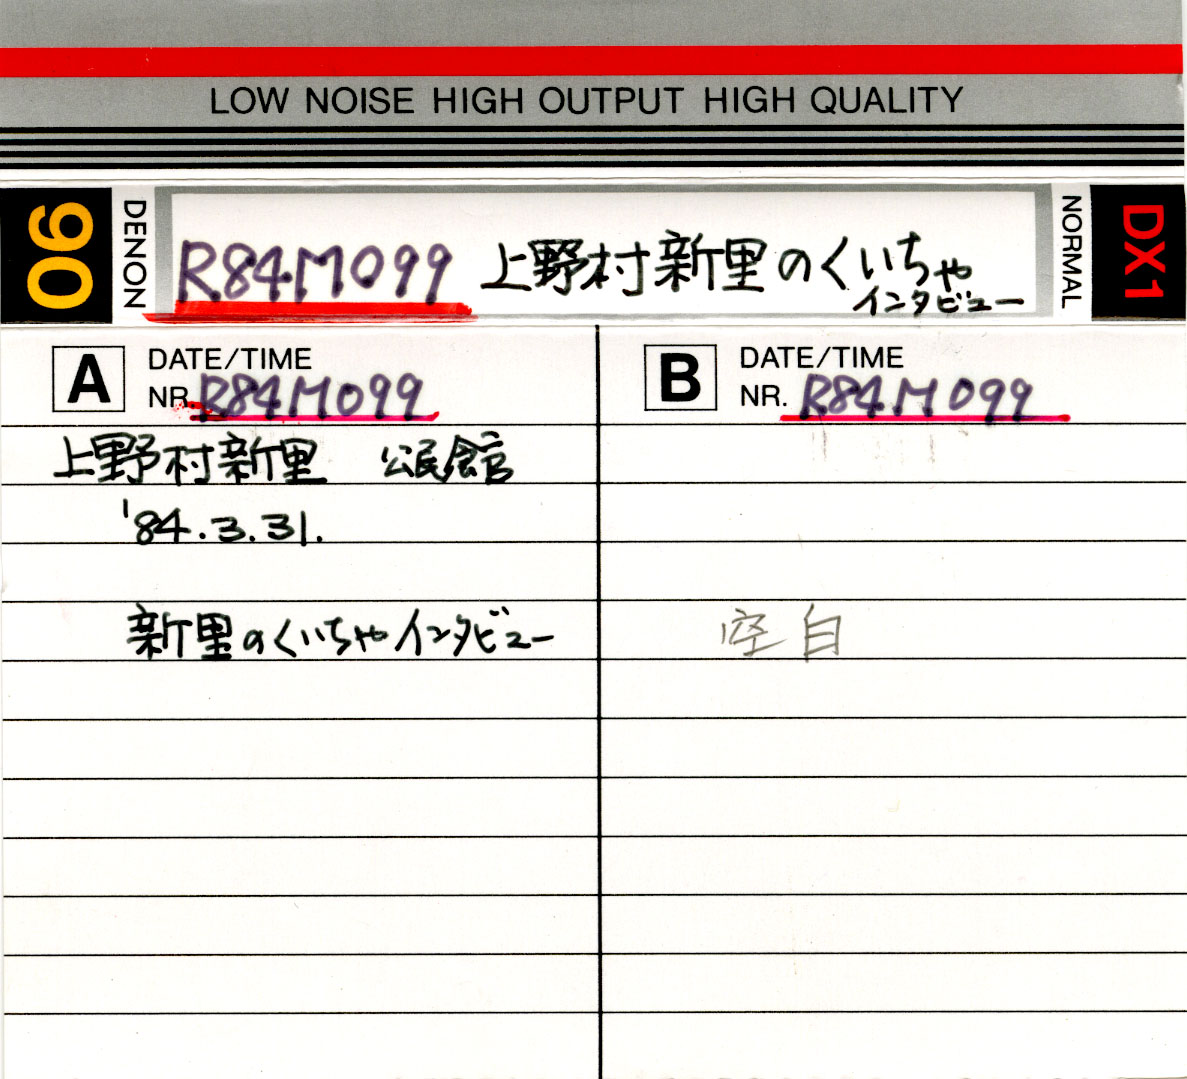 LOW NOISE HIGH OUTPUT HIGH QUALITY
90 DENON R84M099 上野村新里のくいちゃ NORMAL DX1
インタビュー
A DATE/TIME
NR. R84M099
上野村新里 公民館
'84.3.31.
新里のくいちゃインタビュー
B DATE/TIME
NR. R84M099
空白